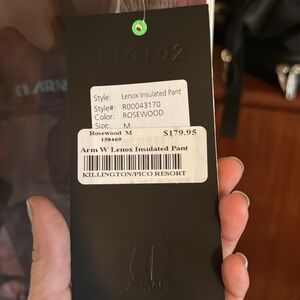 Style: Lenox Insulated Pant
Style#: R00043170
Color: ROSEWOOD
Size: M
Rosewood M
158469
$179.95
Arm W Lenox Insulated Pant
KILLINGTON/PICO RESORT